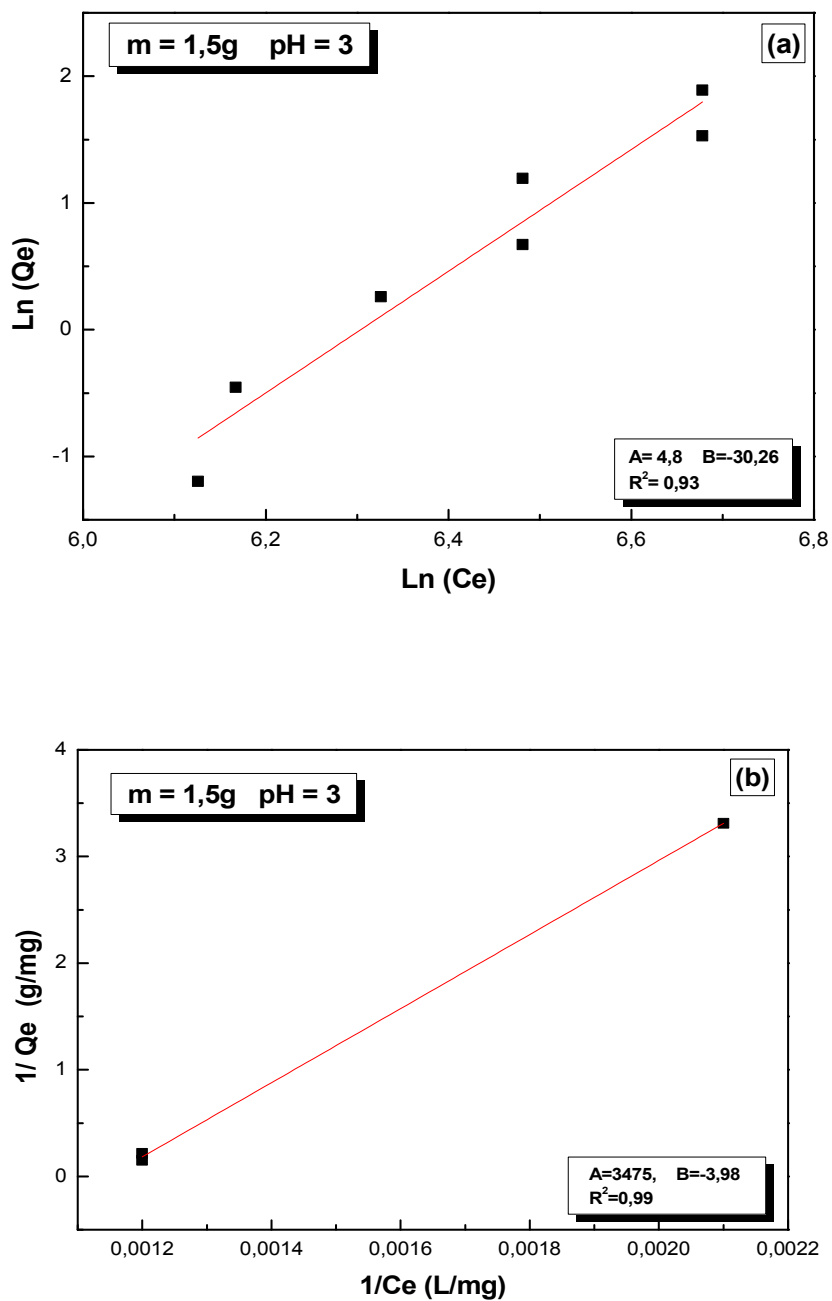 m = 1,5g pH = 3
(a)
2
1
0
-1
Ln (Qe)
A= 4,8 B=-30,26
R²= 0,93
6,0 6,2 6,4 6,6 6,8
Ln (Ce)
4
(b)
m = 1,5g pH = 3
3
2
1
0
1/ Qe (g/mg)
A=3475, B=-3,98
R²=0,99
0,0012 0,0014 0,0016 0,0018 0,0020 0,0022
1/Ce (L/mg)